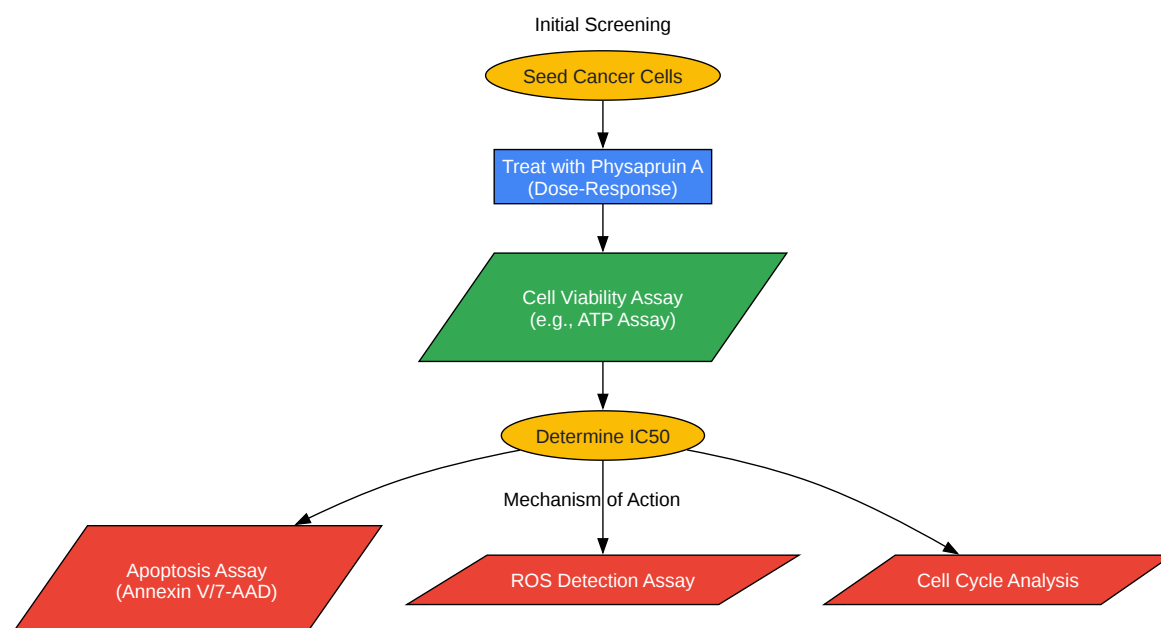 Initial Screening
Seed Cancer Cells
Treat with Physapruin A
(Dose-Response)
Cell Viability Assay
(e.g., ATP Assay)
Determine IC50
Mechanism of Action
Apoptosis Assay
(Annexin V/7-AAD)
ROS Detection Assay
Cell Cycle Analysis